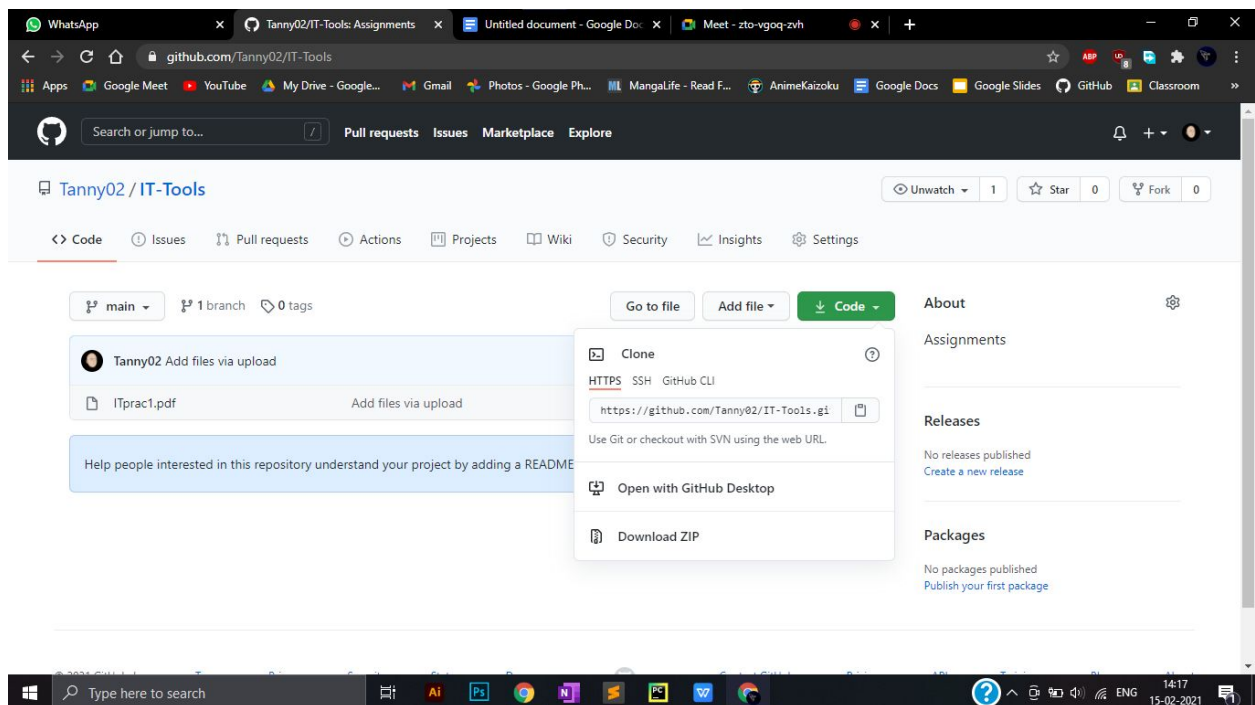 WhatsApp Tanny02/IT-Tools: Assignments Untitled document - Google Doc Meet - zto-vgoq-zvh
github.com/Tanny02/IT-Tools ABP 8
Apps Google Meet YouTube My Drive - Google... Gmail Photos - Google Ph... ML MangaLife - Read F... AnimeKaizoku Google Docs Google Slides GitHub Classroom »
Search or jump to... / Pull requests Issues Marketplace Explore
Tanny02 / IT-Tools Unwatch 1 Star 0 Fork 0
<> Code Issues Pull requests Actions Projects Wiki Security Insights Settings
main 1 branch 0 tags Go to file Add file Code About
Clone Assignments
Tanny02 Add files via upload
HTTPS SSH GitHub CLI
ITprac1.pdf Add files via upload https://github.com/Tanny02/IT-Tools.gi
Releases
Use Git or checkout with SVN using the web URL.
No releases published
Help people interested in this repository understand your project by adding a README
Create a new release
Open with GitHub Desktop
Download ZIP Packages
No packages published
Publish your first package
Type here to search Ai Ps N PC W ENG 14:17
15-02-2021 1